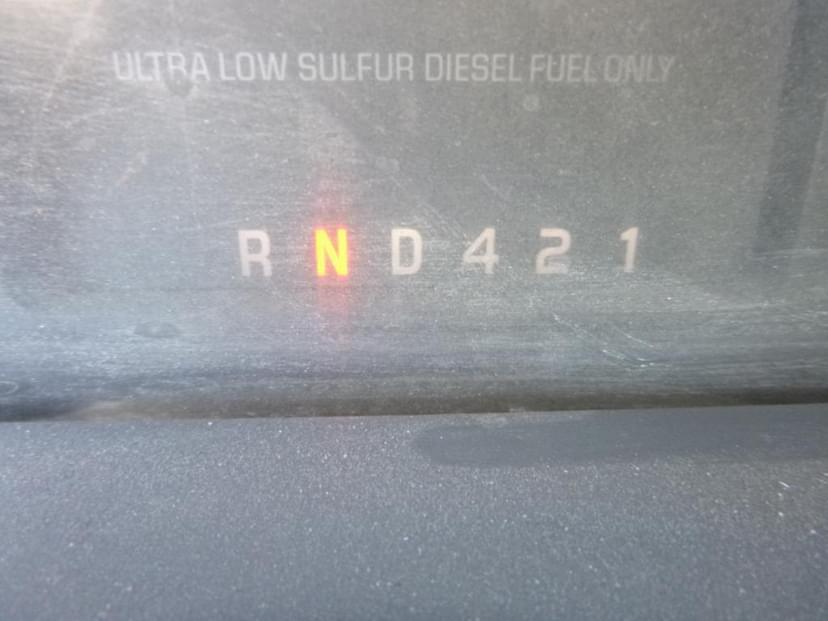 ULTRA LOW SULFUR DIESEL FUEL ONLY
R N D 4 2 1